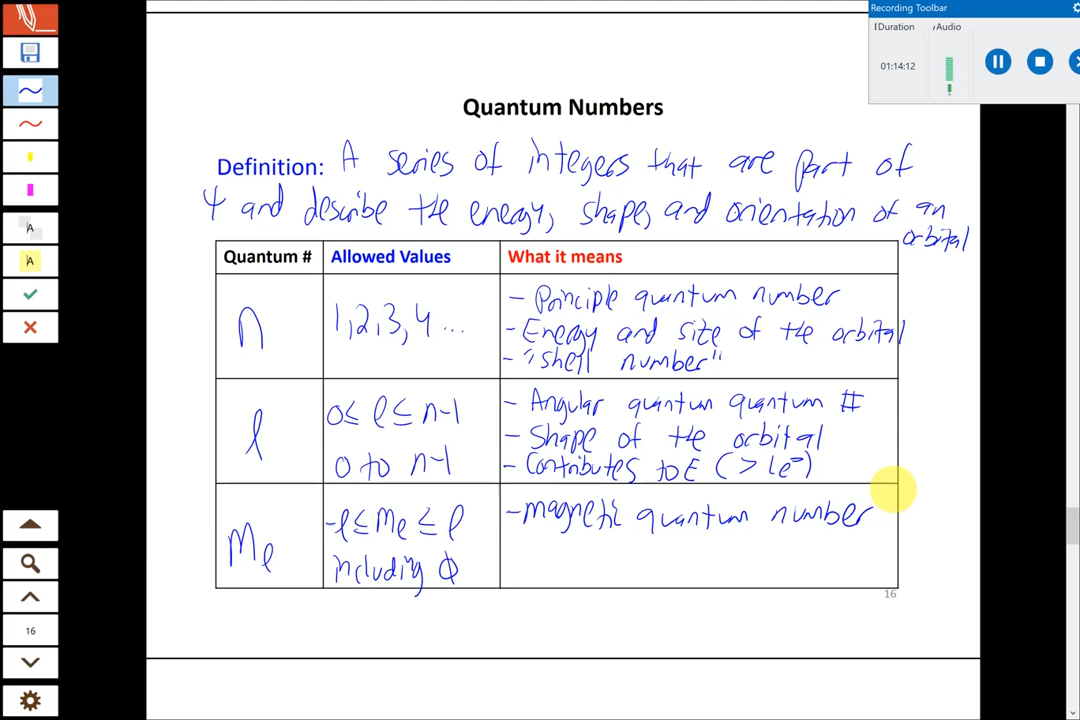 Recording Toolbar
Duration
Audio
01:14:12
Quantum Numbers
Definition: A series of integers that are part of
Ψ and describe the energy, shape, and orientation of an
orbital
Quantum # Allowed Values What it means
n 1,2,3,4 ... - Principle quantum number
- Energy and size of the orbital
- "Shell number"
ℓ 0 ≤ ℓ ≤ n-1 - Angular quantum quantum #
- Shape of the orbital
0 to n-1 - Contributes to E (> 1e⁻)
mℓ -ℓ ≤ mℓ ≤ ℓ - magnetic quantum number
including 0
16
16
A
A